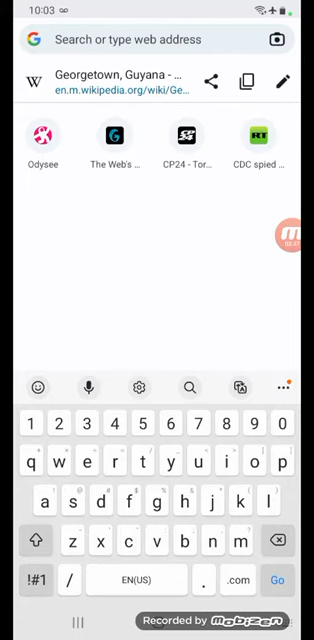 10:03
Search or type web address
W
Georgetown, Guyana - ...
en.m.wikipedia.org/wiki/Ge...
G
CP24
RT
Odysee
The Web's ...
CP24 - Tor...
CDC spied ...
1 2 3 4 5 6 7 8 9 0
q w e r t y u i o p
a s d f g h j k l
z x c v b n m
!#1 / EN(US) . .com Go
Recorded by mobizen